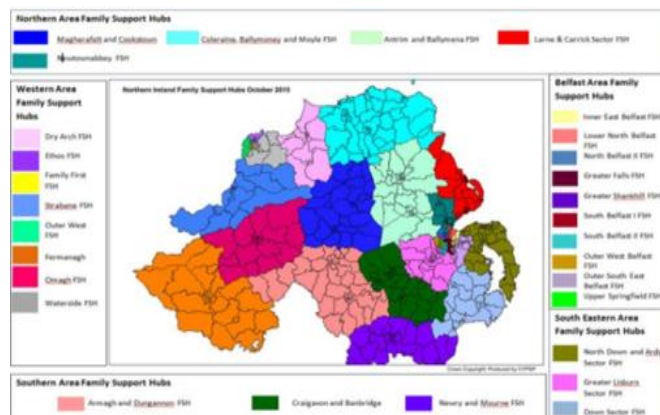 Northern Area Family Support Hubs
Magherafelt and Cookstown
Coleraine, Ballymoney and Moyle FSH
Antrim and Ballymena FSH
Larne & Carrick Sector FSH
Newtownabbey FSH
Western Area
Family Support
Hubs
Dry Arch FSH
Ethos FSH
Family First
FSH
Strabane FSH
Outer West
FSH
Fermanagh
Omagh FSH
Waterside FSH
Northern Ireland Family Support Hubs October 2015
Crown Copyright: Produced by
Belfast Area Family
Support Hubs
Inner East Belfast
FSH
Lower North Belfast
FSH
North Belfast II FSH
Greater Falls FSH
Greater Shankhill FSH
South Belfast I FSH
South Belfast II FSH
Outer West Belfast
FSH
Outer South East
Belfast FSH
Upper Springfield FSH
South Eastern Area
Family Support Hubs
North Down and Ards
Sector FSH
Greater Lisburn
Sector FSH
Down Sector FSH
Southern Area Family Support Hubs
Armagh and Dungannon FSH
Craigavon and Banbridge
Newry and Mourne FSH